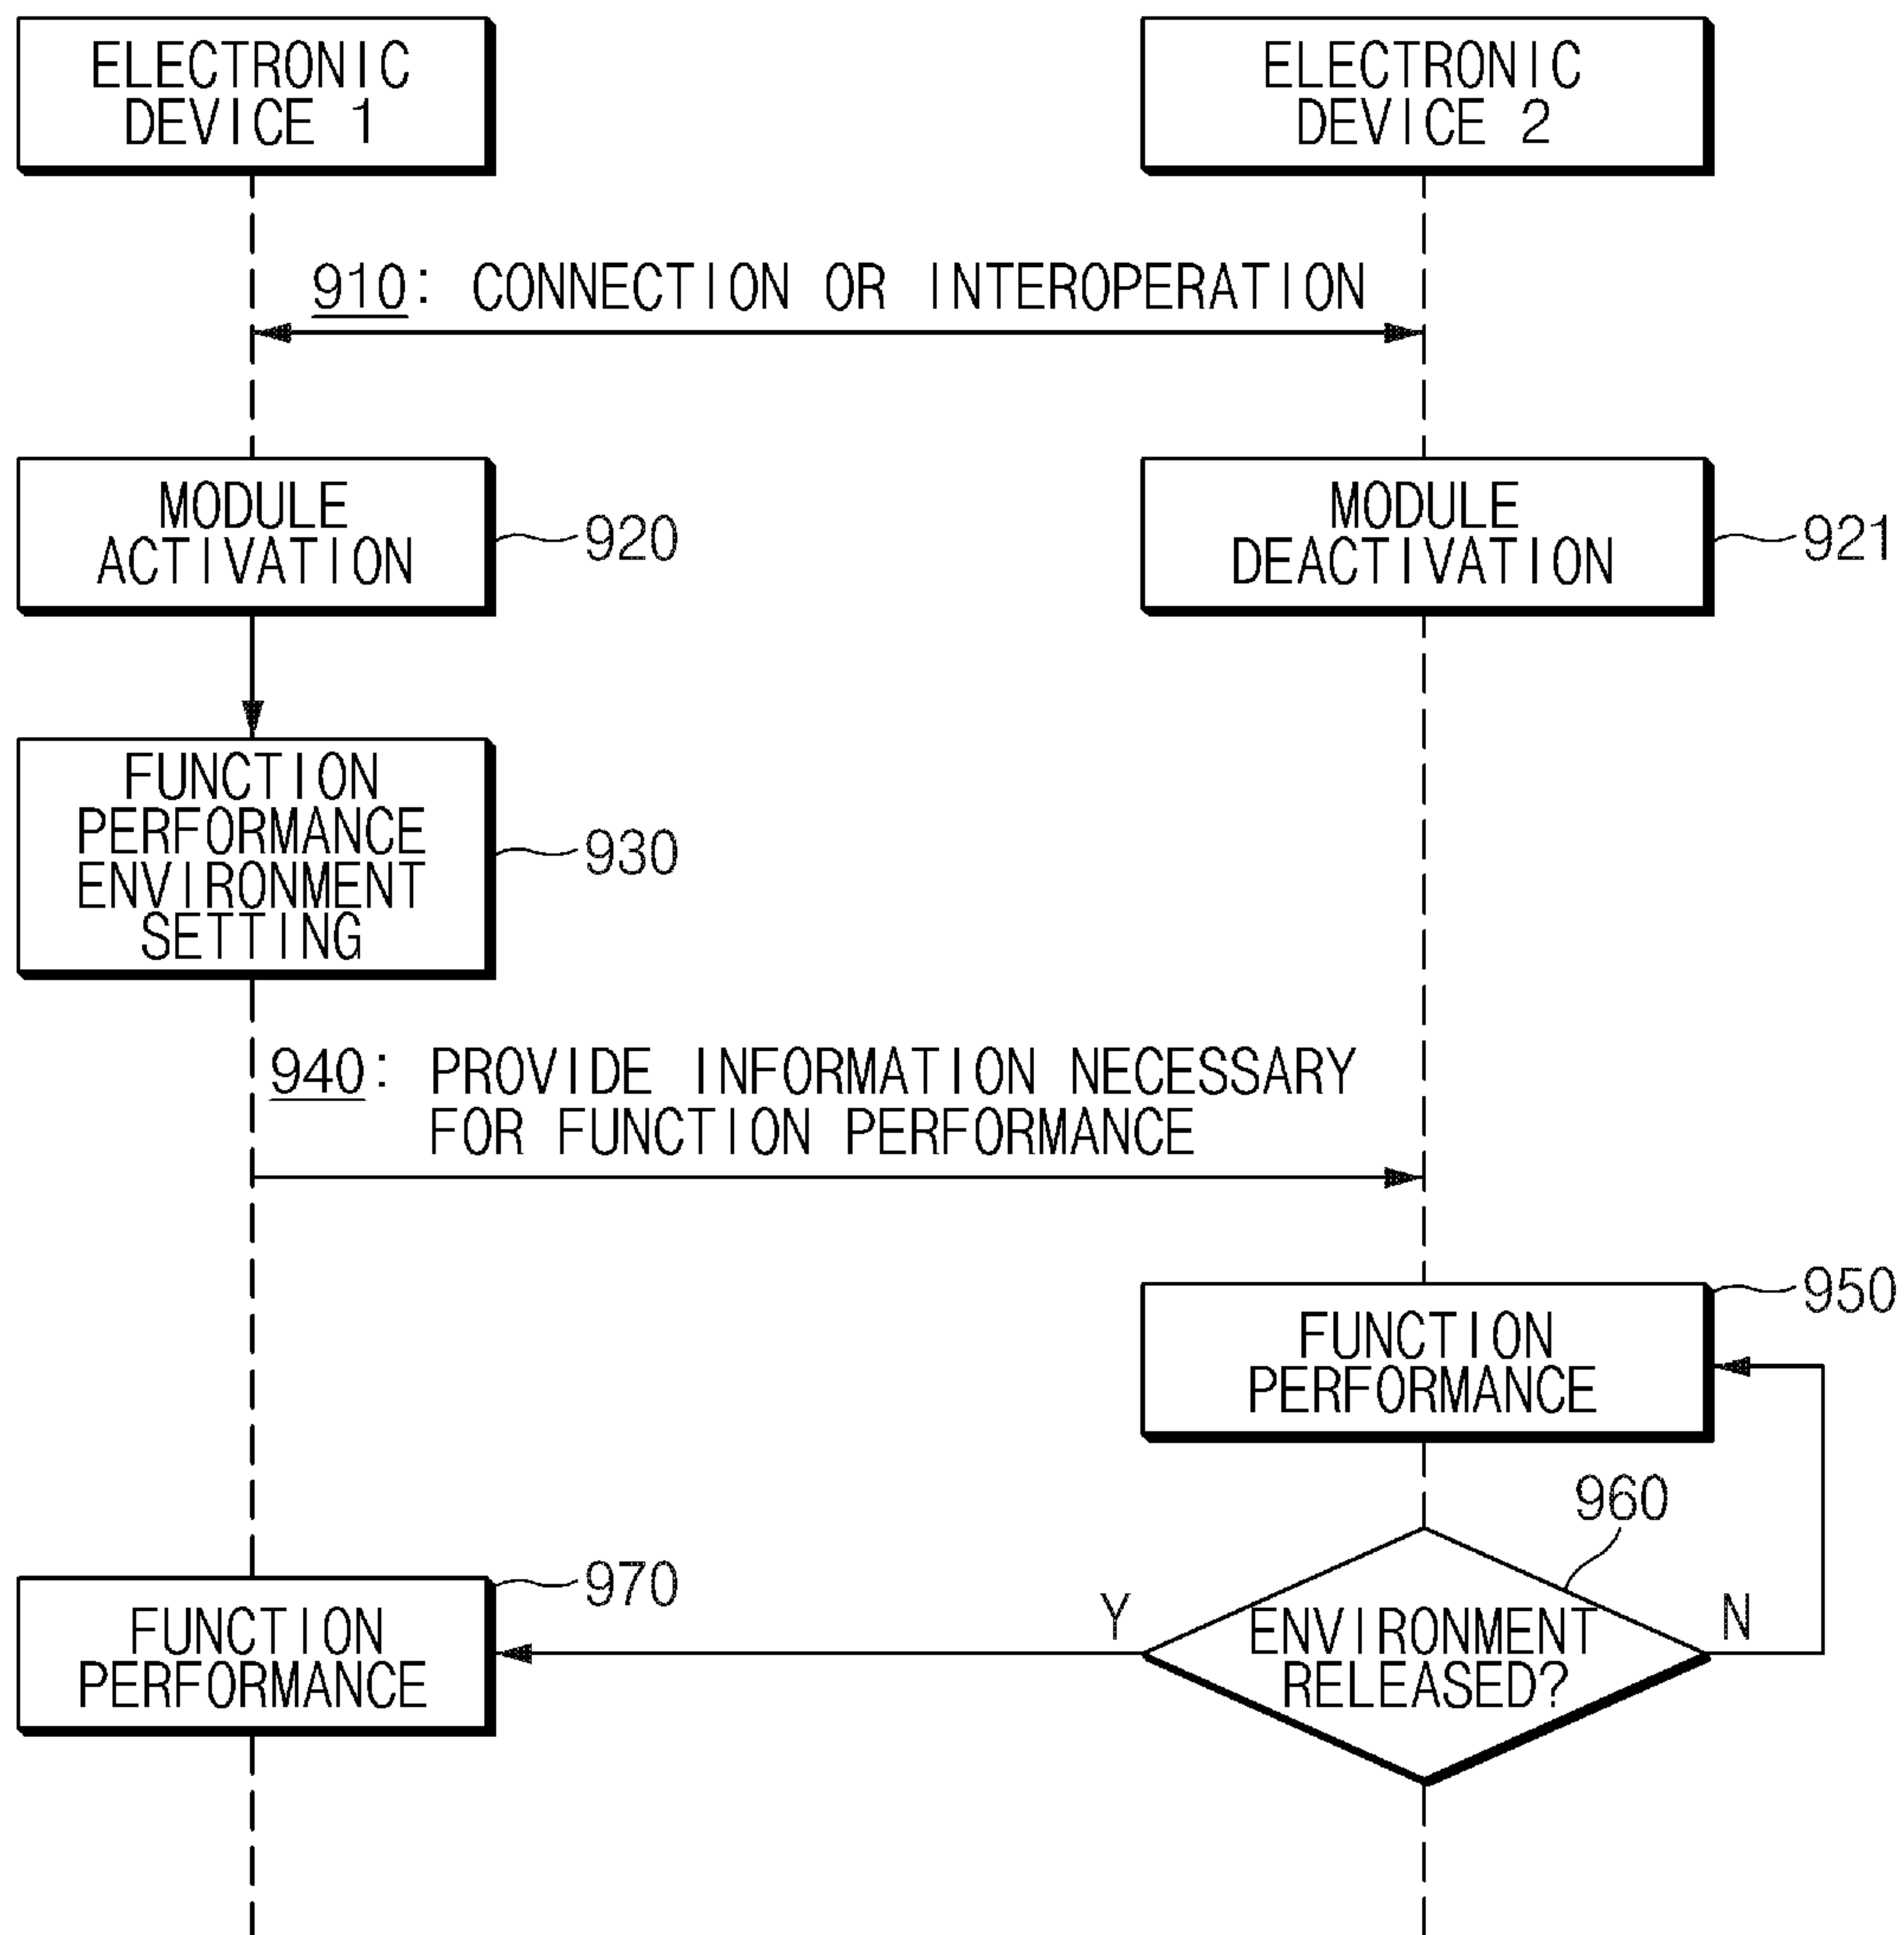 ELECTRONIC
DEVICE 1
ELECTRONIC
DEVICE 2
910: CONNECTION OR INTEROPERATION
MODULE
ACTIVATION
920
MODULE
DEACTIVATION
921
FUNCTION
PERFORMANCE
ENVIRONMENT
SETTING
930
940: PROVIDE INFORMATION NECESSARY
FOR FUNCTION PERFORMANCE
FUNCTION
PERFORMANCE
950
960
ENVIRONMENT
RELEASED?
Y
N
FUNCTION
PERFORMANCE
970